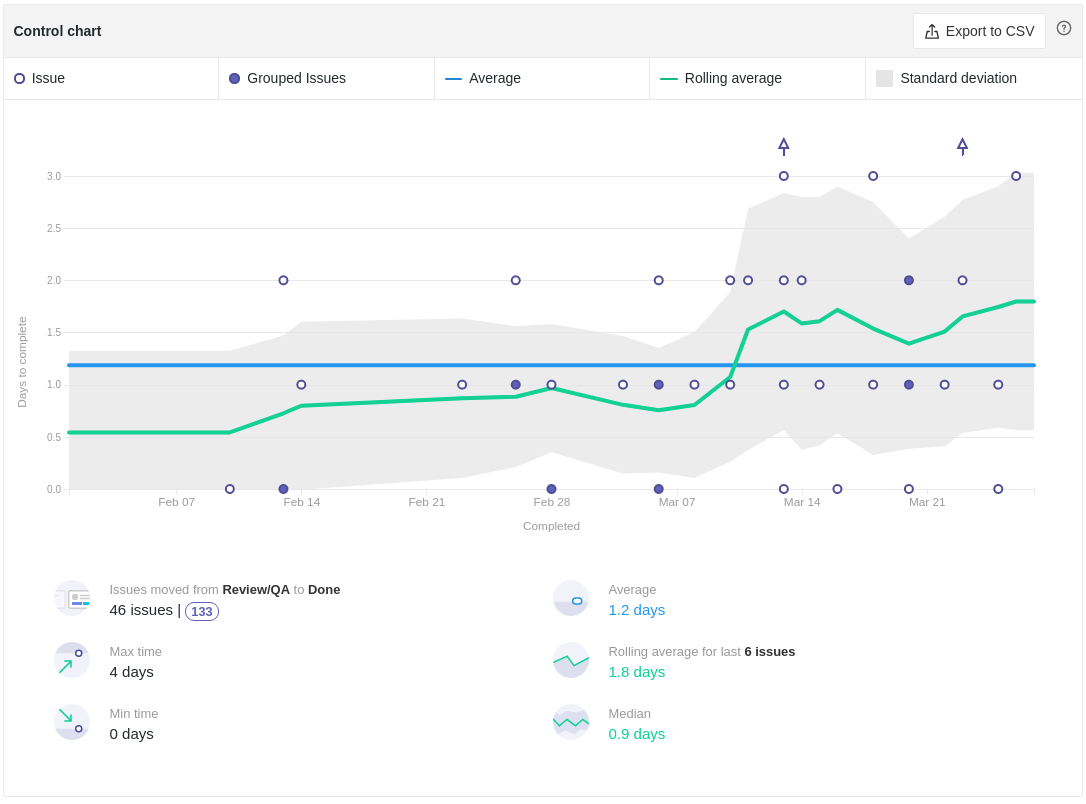 Control chart
Export to CSV
Issue
Grouped Issues
Average
Rolling average
Standard deviation
3.0
2.5
2.0
1.5
1.0
0.5
0.0
Days to complete
Feb 07
Feb 14
Feb 21
Feb 28
Mar 07
Mar 14
Mar 21
Completed
Issues moved from Review/QA to Done
46 issues | 133
Average
1.2 days
Max time
4 days
Rolling average for last 6 issues
1.8 days
Min time
0 days
Median
0.9 days